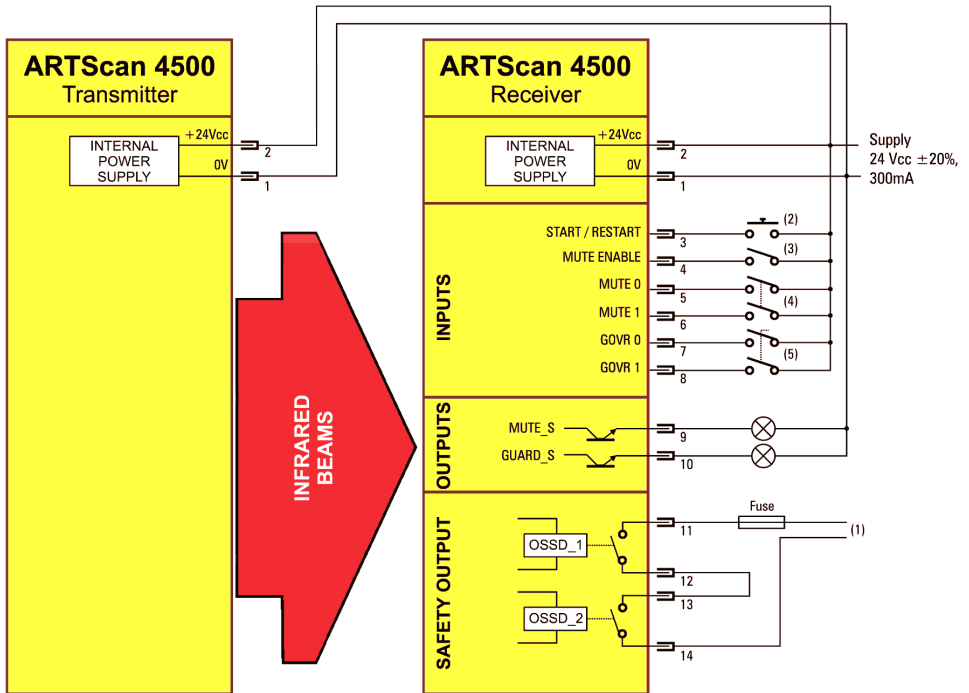 ARTScan 4500
Transmitter
INTERNAL
POWER
SUPPLY
+24Vcc
0V
2
1
INFRARED
BEAMS
ARTScan 4500
Receiver
INTERNAL
POWER
SUPPLY
+24Vcc
0V
2
1
Supply
24 Vcc ±20%,
300mA
INPUTS
START / RESTART
3
(2)
MUTE ENABLE
4
(3)
MUTE 0
5
MUTE 1
6
(4)
GOVR 0
7
GOVR 1
8
(5)
OUTPUTS
MUTE_S
9
GUARD_S
10
SAFETY OUTPUT
OSSD_1
11
Fuse
(1)
12
13
OSSD_2
14